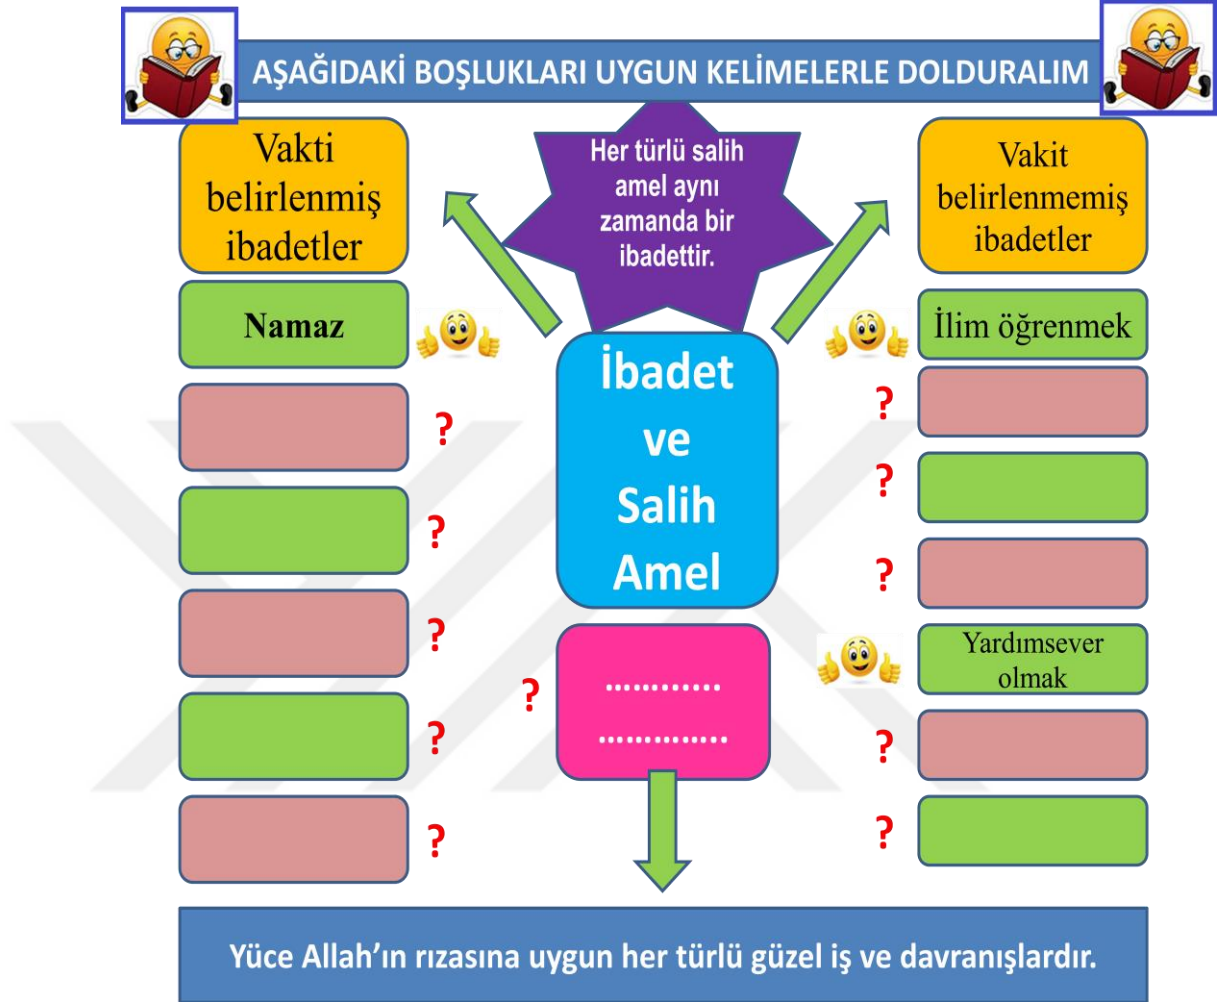 AŞAĞIDAKİ BOŞLUKLARI UYGUN KELİMELERLE DOLDURALIM
Vakti
belirlenmiş
ibadetler
Her türlü salih
amel aynı
zamanda bir
ibadettir.
Vakit
belirlenmemiş
ibadetler
Namaz
İlim öğrenmek
İbadet
ve
Salih
Amel
?
?
?
?
?
?
?
?
Yardımsever
olmak
?
…………
…………..
?
?
Yüce Allah’ın rızasına uygun her türlü güzel iş ve davranışlardır.